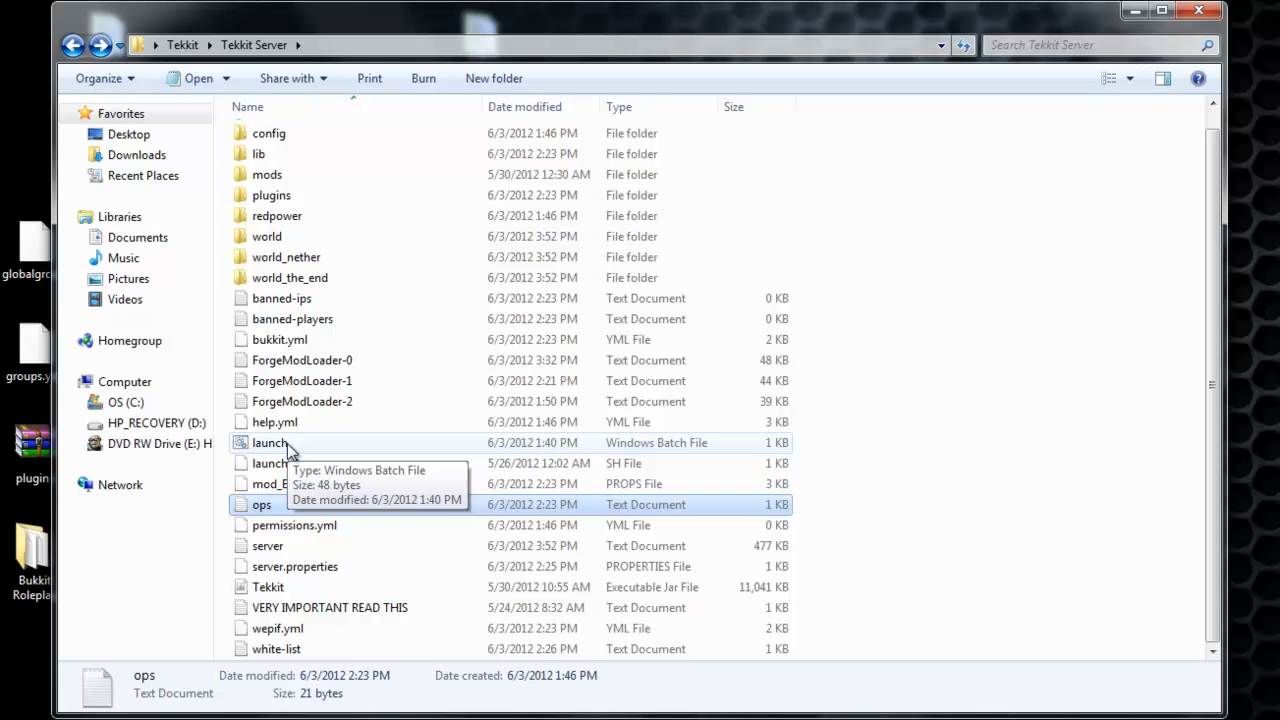 Tekkit Tekkit Server
Search Tekkit Server
Organize Open Share with Print Burn New folder
Name Date modified Type Size
Favorites
Desktop
Downloads
Recent Places
Libraries
Documents
Music
Pictures
Videos
Homegroup
Computer
OS (C:)
HP_RECOVERY (D:)
DVD RW Drive (E:) H
Network
config 6/3/2012 1:46 PM File folder
lib 6/3/2012 2:23 PM File folder
mods 5/30/2012 12:30 AM File folder
plugins 6/3/2012 2:23 PM File folder
redpower 6/3/2012 1:46 PM File folder
world 6/3/2012 3:52 PM File folder
world_nether 6/3/2012 3:52 PM File folder
world_the_end 6/3/2012 3:52 PM File folder
banned-ips 6/3/2012 2:23 PM Text Document 0 KB
banned-players 6/3/2012 2:23 PM Text Document 0 KB
bukkit.yml 6/3/2012 2:23 PM YML File 2 KB
ForgeModLoader-0 6/3/2012 3:32 PM Text Document 48 KB
ForgeModLoader-1 6/3/2012 2:21 PM Text Document 44 KB
ForgeModLoader-2 6/3/2012 1:50 PM Text Document 39 KB
help.yml 6/3/2012 1:46 PM YML File 3 KB
launch 6/3/2012 1:40 PM Windows Batch File 1 KB
launch 5/26/2012 12:02 AM SH File 1 KB
mod_E 6/3/2012 2:23 PM PROPS File 3 KB
ops 6/3/2012 2:23 PM Text Document 1 KB
permissions.yml 6/3/2012 1:46 PM YML File 0 KB
server 6/3/2012 3:52 PM Text Document 477 KB
server.properties 6/3/2012 2:25 PM PROPERTIES File 1 KB
Tekkit 5/30/2012 10:55 AM Executable Jar File 11,041 KB
VERY IMPORTANT READ THIS 5/24/2012 8:32 AM Text Document 1 KB
wepif.yml 6/3/2012 2:23 PM YML File 2 KB
white-list 6/3/2012 2:26 PM Text Document 1 KB
Type: Windows Batch File
Size: 48 bytes
Date modified: 6/3/2012 1:40 PM
ops Date modified: 6/3/2012 2:23 PM Date created: 6/3/2012 1:46 PM
Text Document Size: 21 bytes
globalgro
groups.y
plugin
Bukkit
Rolepla